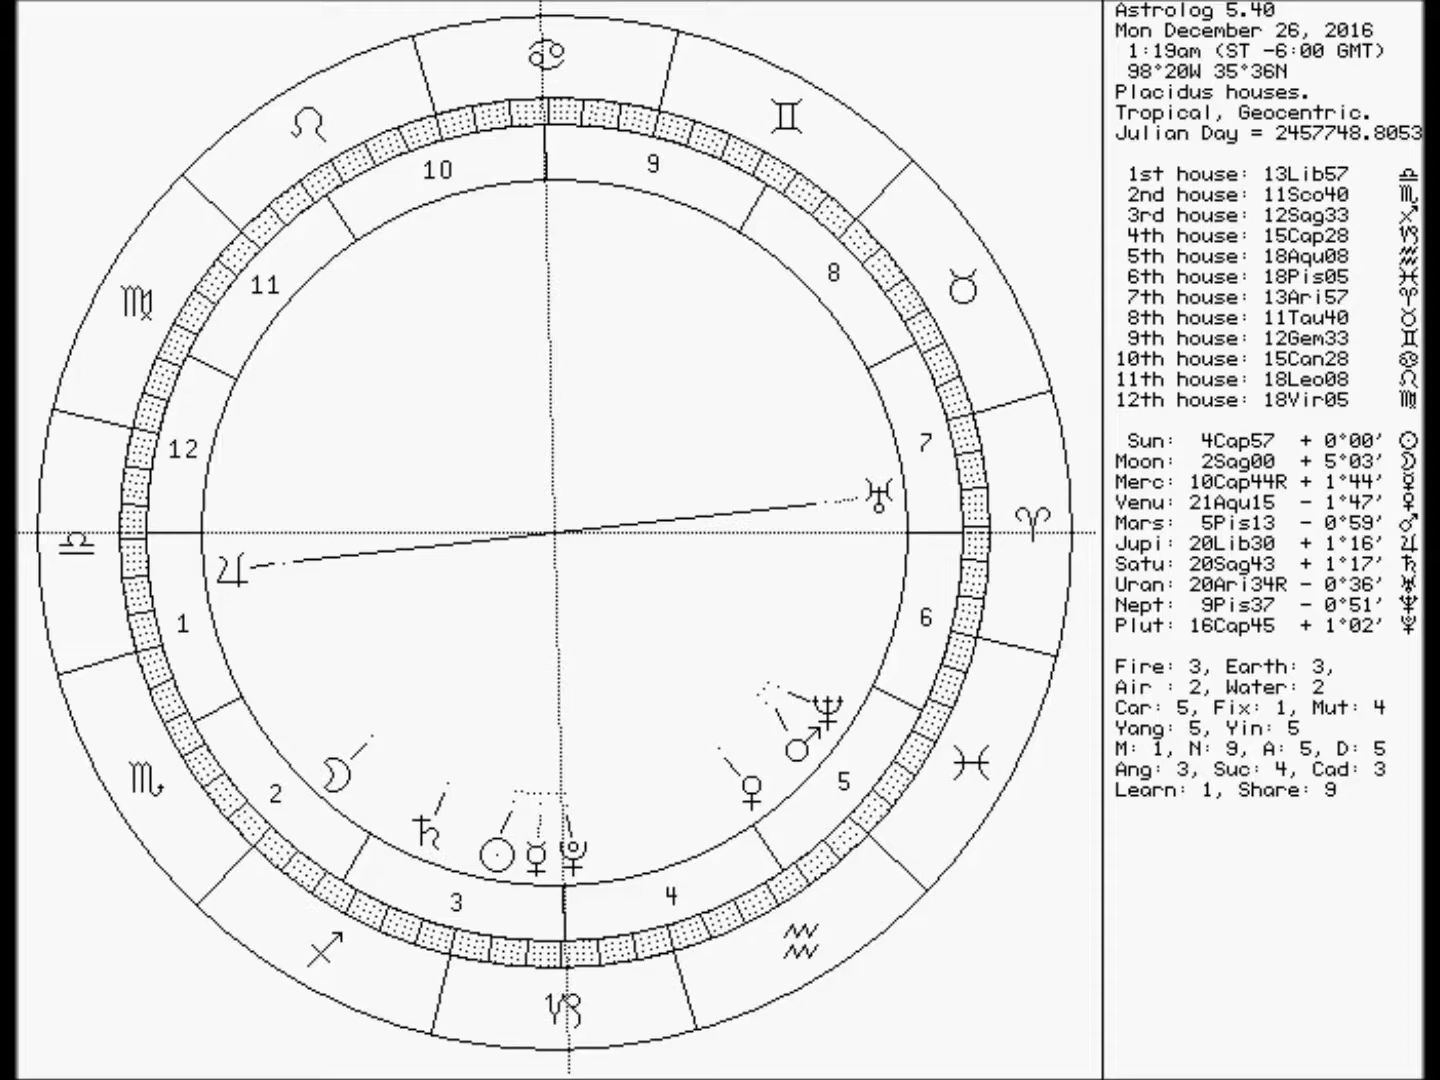 Astrolog 5.40
Mon December 26, 2016
1:19am (ST -6:00 GMT)
98°20W 35°36N
Placidus houses.
Tropical, Geocentric.
Julian Day = 2457748.8053
1st house: 13Lib57 ♎
2nd house: 11Sco40 ♏
3rd house: 12Sag33 ♐
4th house: 15Cap28 ♑
5th house: 18Aqu08 ♒
6th house: 18Pis05 ♓
7th house: 13Ari57 ♈
8th house: 11Tau40 ♉
9th house: 12Gem33 ♊
10th house: 15Can28 ♋
11th house: 18Leo08 ♌
12th house: 18Vir05 ♍
Sun: 4Cap57 + 0°00' ☉
Moon: 2Sag00 + 5°03' ☽
Merc: 10Cap44R + 1°44' ☿
Venu: 21Aqu15 - 1°47' ♀
Mars: 5Pis13 - 0°59' ♂
Jupi: 20Lib30 + 1°16' ♃
Satu: 20Sag43 + 1°17' ♄
Uran: 20Ari34R - 0°36' ♅
Nept: 9Pis37 - 0°51' ♆
Plut: 16Cap45 + 1°02' ♇
Fire: 3, Earth: 3,
Air : 2, Water: 2
Car: 5, Fix: 1, Mut: 4
Yang: 5, Yin: 5
M: 1, N: 9, A: 5, D: 5
Ang: 3, Suc: 4, Cad: 3
Learn: 1, Share: 9
10
9
11
8
12
7
1
6
2
5
3
4